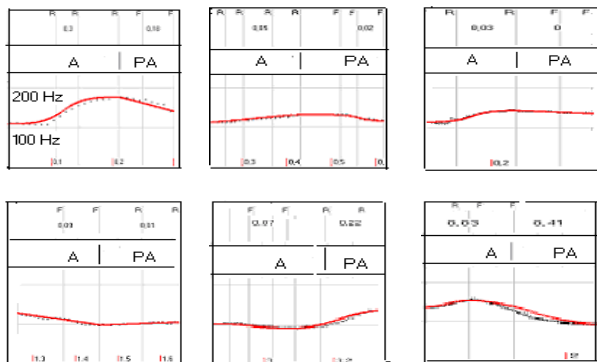 R R R F F
0.3 0.18
A | PA
200 Hz
100 Hz
|0.1 |0.2
R R R R F F F
0.05 0.02
A | PA
|0.3 |0.4 |0.5 |0.
R R F F
0.03 0
A | PA
|0.2
F F R R
0.01
A | PA
|1.3 |1.4 |1.5 |1.6
F F R R
0.07 0.22
A | PA
R F F
0.03 0.41
A | PA